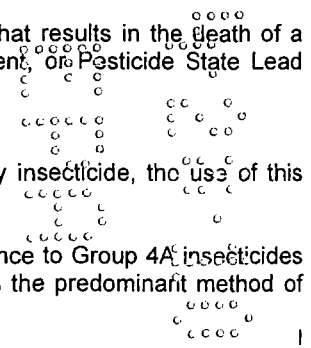 hat results in the death of a
ent, or Pesticide State Lead
y insecticide, the use of this
nce to Group 4A insecticides
the predominant method of